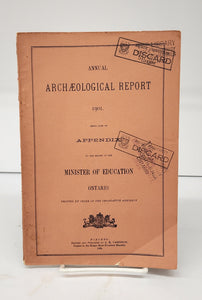 ANNUAL
ARCHÆOLOGICAL REPORT
1901.
BEING PART OF
APPENDIX
TO THE REPORT OF THE
MINISTER OF EDUCATION
ONTARIO.
PRINTED BY ORDER OF THE LEGISLATIVE ASSEMBLY
LIBRARY
DISCARD
DISCARD
TORONTO